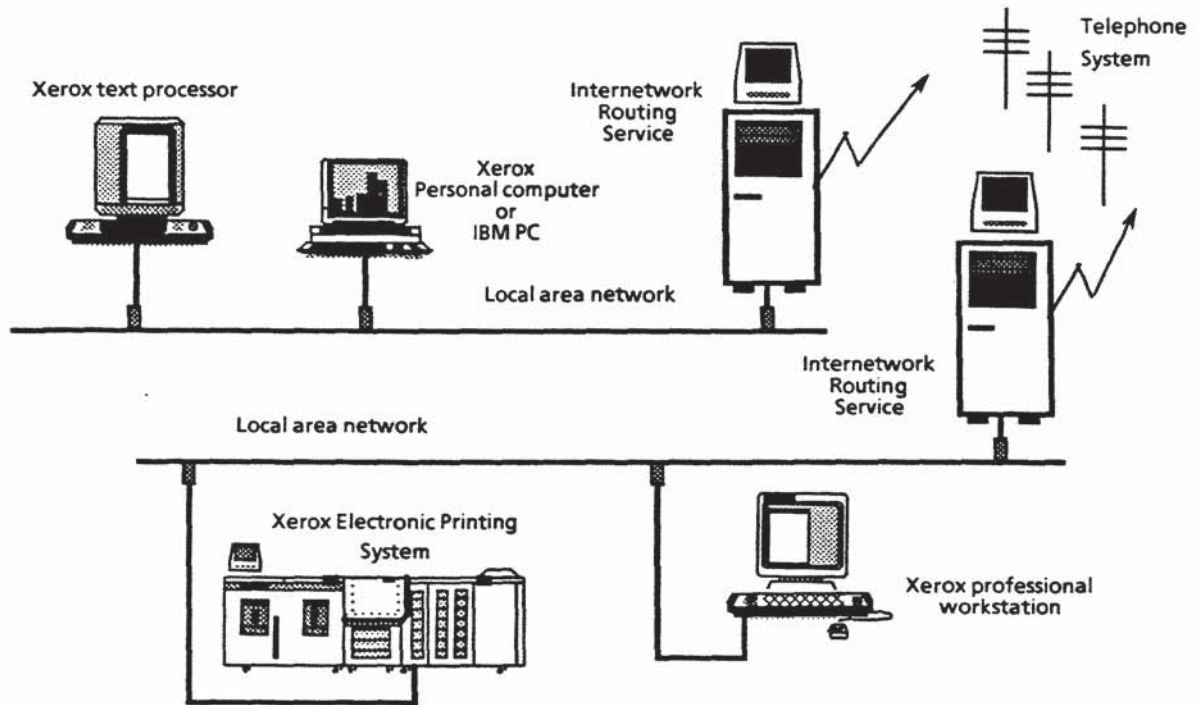 Telephone
System
Xerox text processor
Internetwork
Routing
Service
Xerox
Personal computer
or
IBM PC
Local area network
Internetwork
Routing
Service
Local area network
Xerox Electronic Printing
System
Xerox professional
workstation